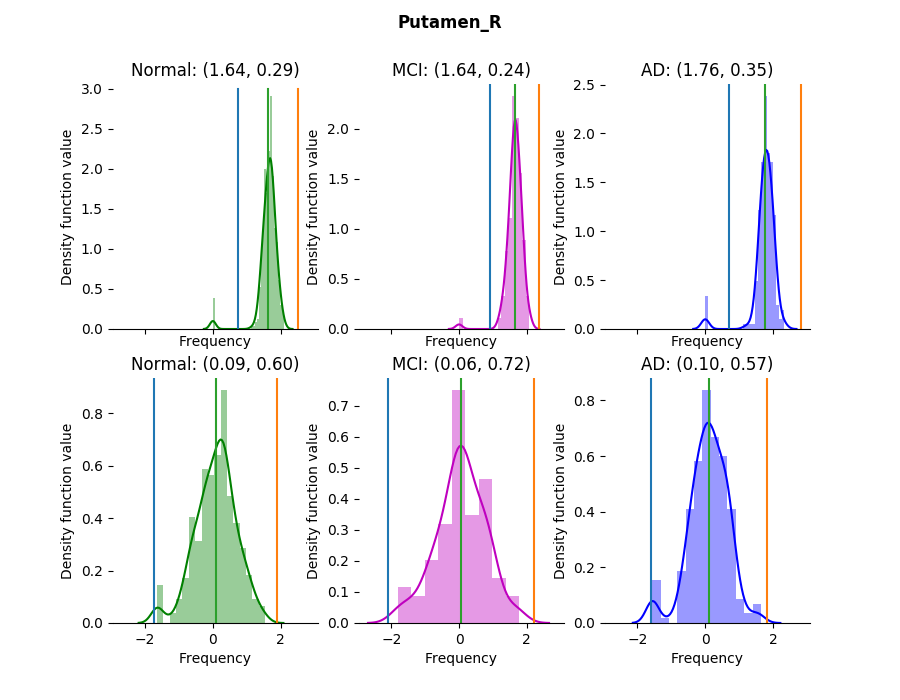 Putamen_R
Normal: (1.64, 0.29)
MCI: (1.64, 0.24)
AD: (1.76, 0.35)
Density function value
3.0
2.5
2.0
1.5
1.0
0.5
0.0
Frequency
Density function value
2.0
1.5
1.0
0.5
0.0
Frequency
Density function value
2.5
2.0
1.5
1.0
0.5
0.0
Frequency
Normal: (0.09, 0.60)
MCI: (0.06, 0.72)
AD: (0.10, 0.57)
Density function value
0.8
0.6
0.4
0.2
0.0
−2 0 2
Frequency
Density function value
0.7
0.6
0.5
0.4
0.3
0.2
0.1
0.0
−2 0 2
Frequency
Density function value
0.8
0.6
0.4
0.2
0.0
−2 0 2
Frequency